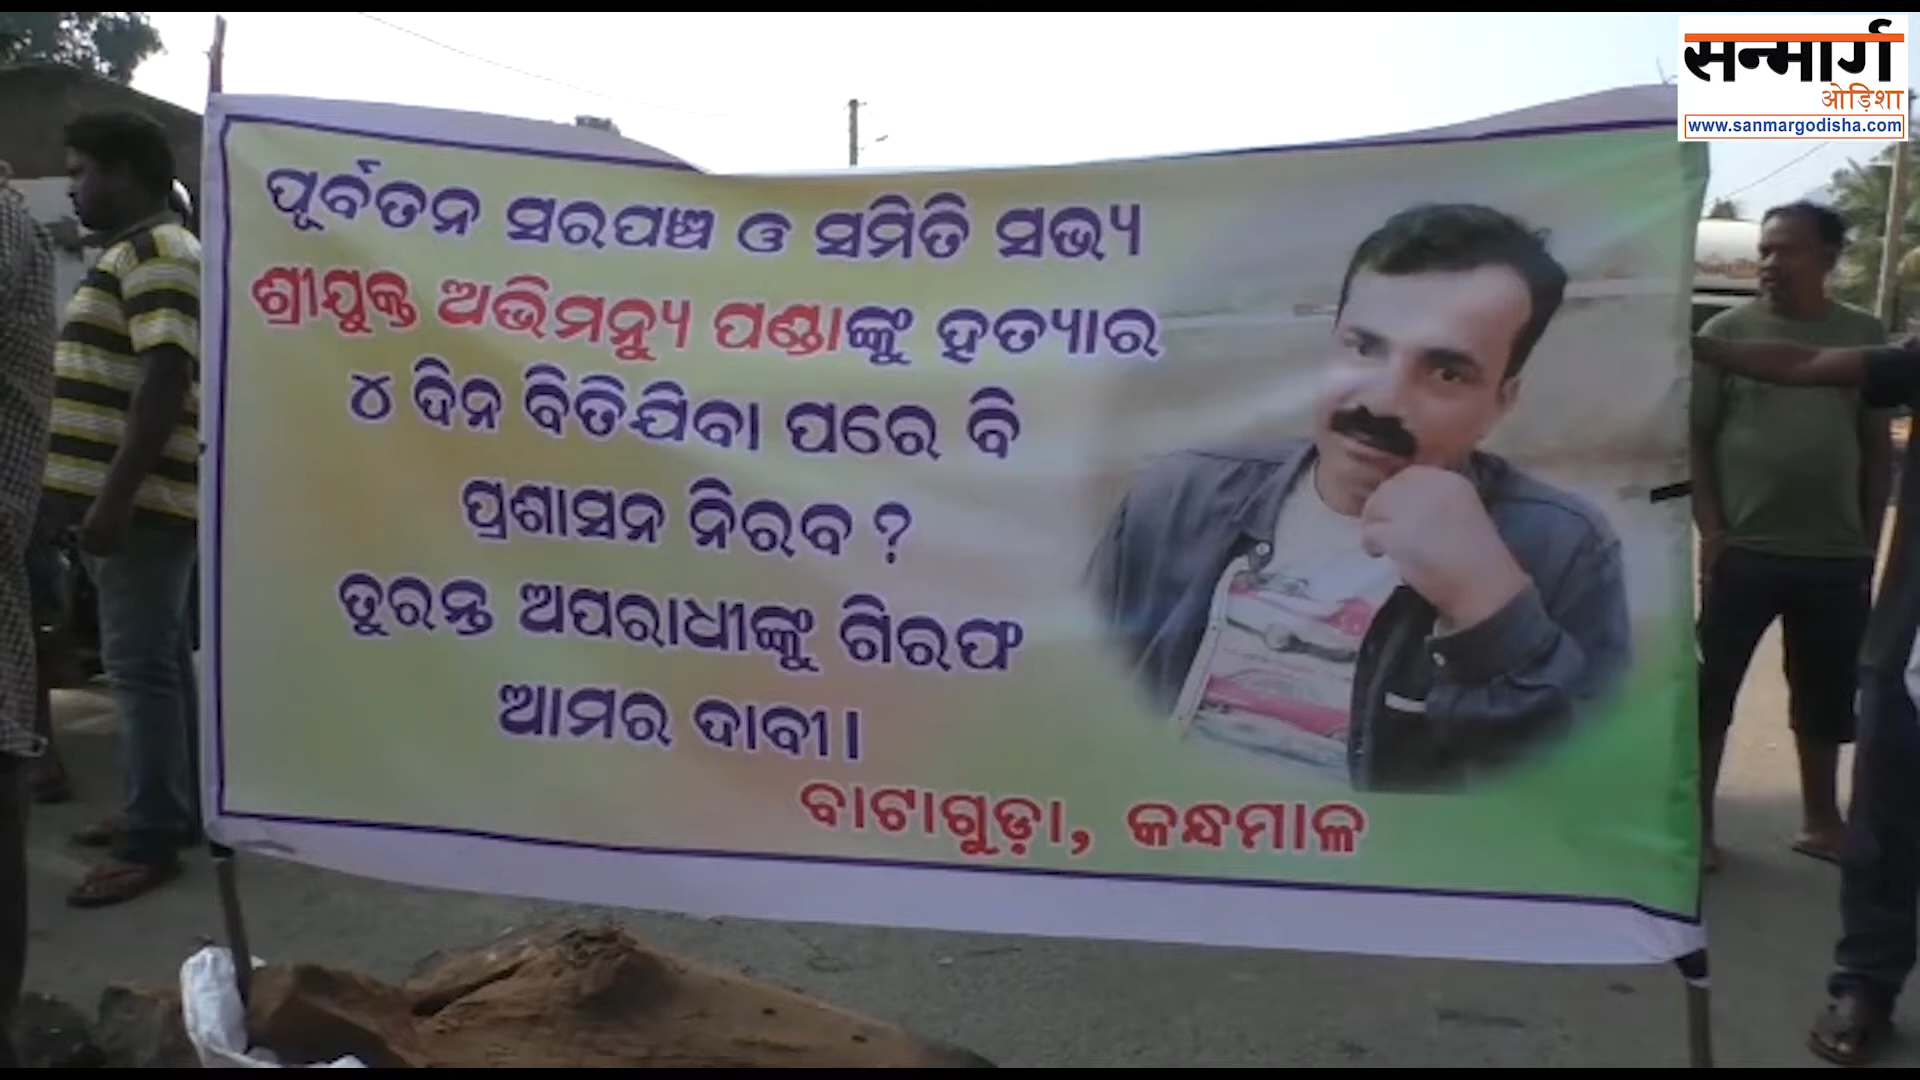 सन्मार्ग
ओड़िशा
www.sanmargodisha.com
ପୂର୍ବତନ ସରପଞ୍ଚ ଓ ସମିତି ସଭ୍ୟ
ଶ୍ରୀଯୁକ୍ତ ଅଭିମନ୍ୟୁ ପଣ୍ଡାଙ୍କୁ ହତ୍ୟାର
୪ ଦିନ ବିତିଯିବା ପରେ ବି
ପ୍ରଶାସନ ନିରବ ?
ତୁରନ୍ତ ଅପରାଧୀଙ୍କୁ ଗିରଫ
ଆମର ଦାବୀ।
ବାଟାଗୁଡ଼ା, କନ୍ଧମାଳ